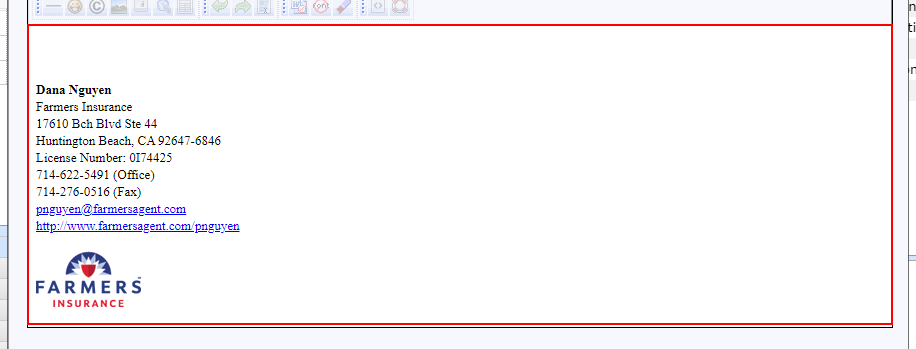 Dana Nguyen
Farmers Insurance
17610 Bch Blvd Ste 44
Huntington Beach, CA 92647-6846
License Number: 0I74425
714-622-5491 (Office)
714-276-0516 (Fax)
pnguyen@farmersagent.com
http://www.farmersagent.com/pnguyen
FARMERS
INSURANCE